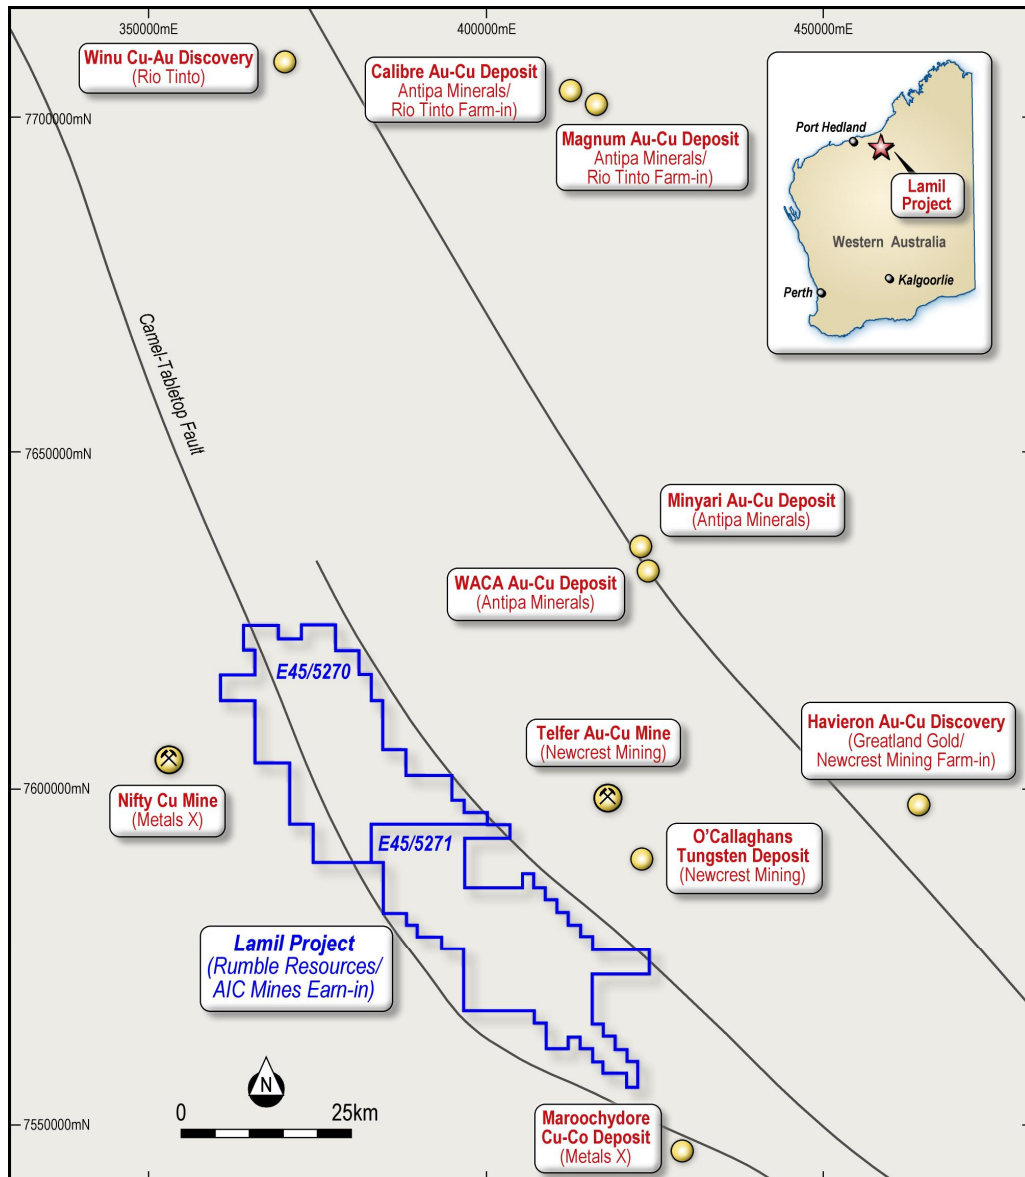 350000mE
400000mE
450000mE
Winu Cu-Au Discovery
(Rio Tinto)
Calibre Au-Cu Deposit
Antipa Minerals/
Rio Tinto Farm-in)
Magnum Au-Cu Deposit
Antipa Minerals/
Rio Tinto Farm-in)
7700000mN
Port Hedland
Lamil
Project
Western Australia
Kalgoorlie
Perth
Camel-Tabletop Fault
7650000mN
Minyari Au-Cu Deposit
(Antipa Minerals)
WACA Au-Cu Deposit
(Antipa Minerals)
E45/5270
Havieron Au-Cu Discovery
(Greatland Gold/
Newcrest Mining Farm-in)
Telfer Au-Cu Mine
(Newcrest Mining)
7600000mN
Nifty Cu Mine
(Metals X)
E45/5271
O'Callaghans
Tungsten Deposit
(Newcrest Mining)
Lamil Project
(Rumble Resources/
AIC Mines Earn-in)
N
0 25km
7550000mN
Maroochydore
Cu-Co Deposit
(Metals X)